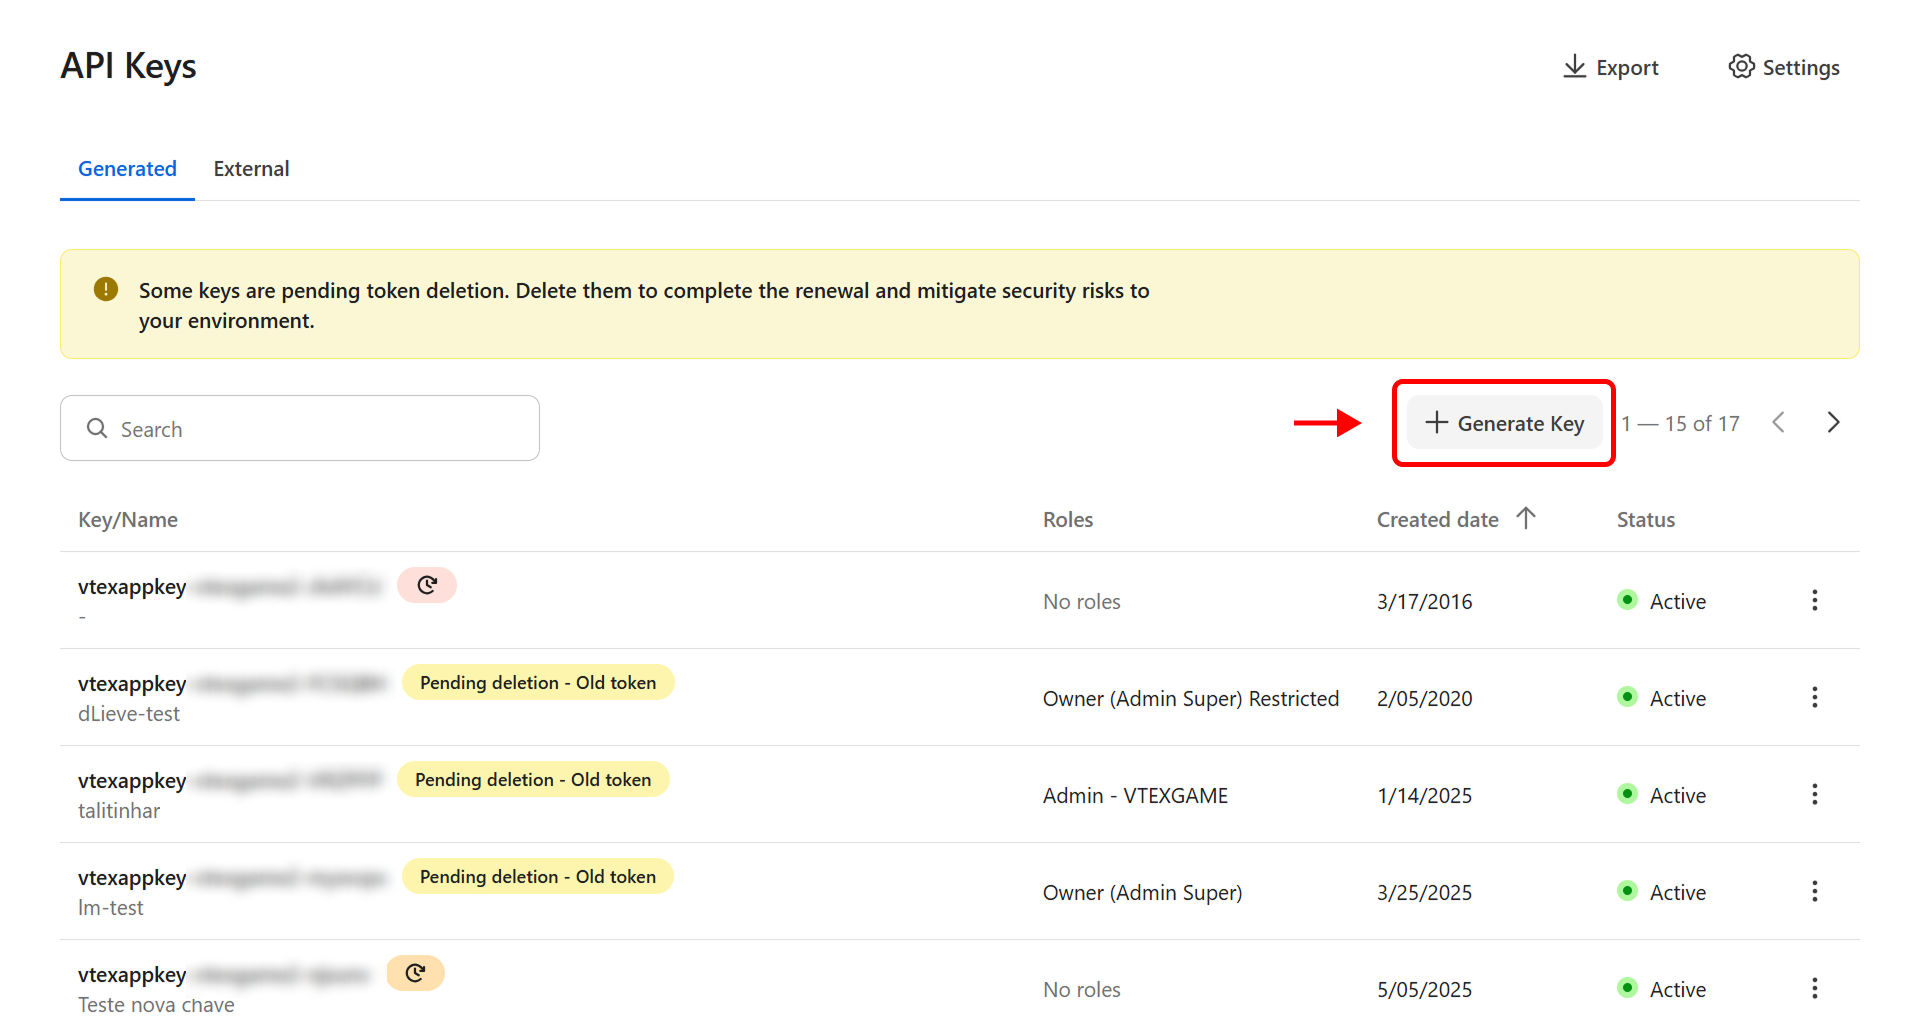 API Keys
Export
Settings
Generated
External
Some keys are pending token deletion. Delete them to complete the renewal and mitigate security risks to
your environment.
Search
Generate Key
1 — 15 of 17
Key/Name
Roles
Created date
Status
vtexappkey
-
No roles
3/17/2016
Active
vtexappkey
Pending deletion - Old token
dLieve-test
Owner (Admin Super) Restricted
2/05/2020
Active
vtexappkey
Pending deletion - Old token
talitinhar
Admin - VTEXGAME
1/14/2025
Active
vtexappkey
Pending deletion - Old token
lm-test
Owner (Admin Super)
3/25/2025
Active
vtexappkey
Teste nova chave
No roles
5/05/2025
Active